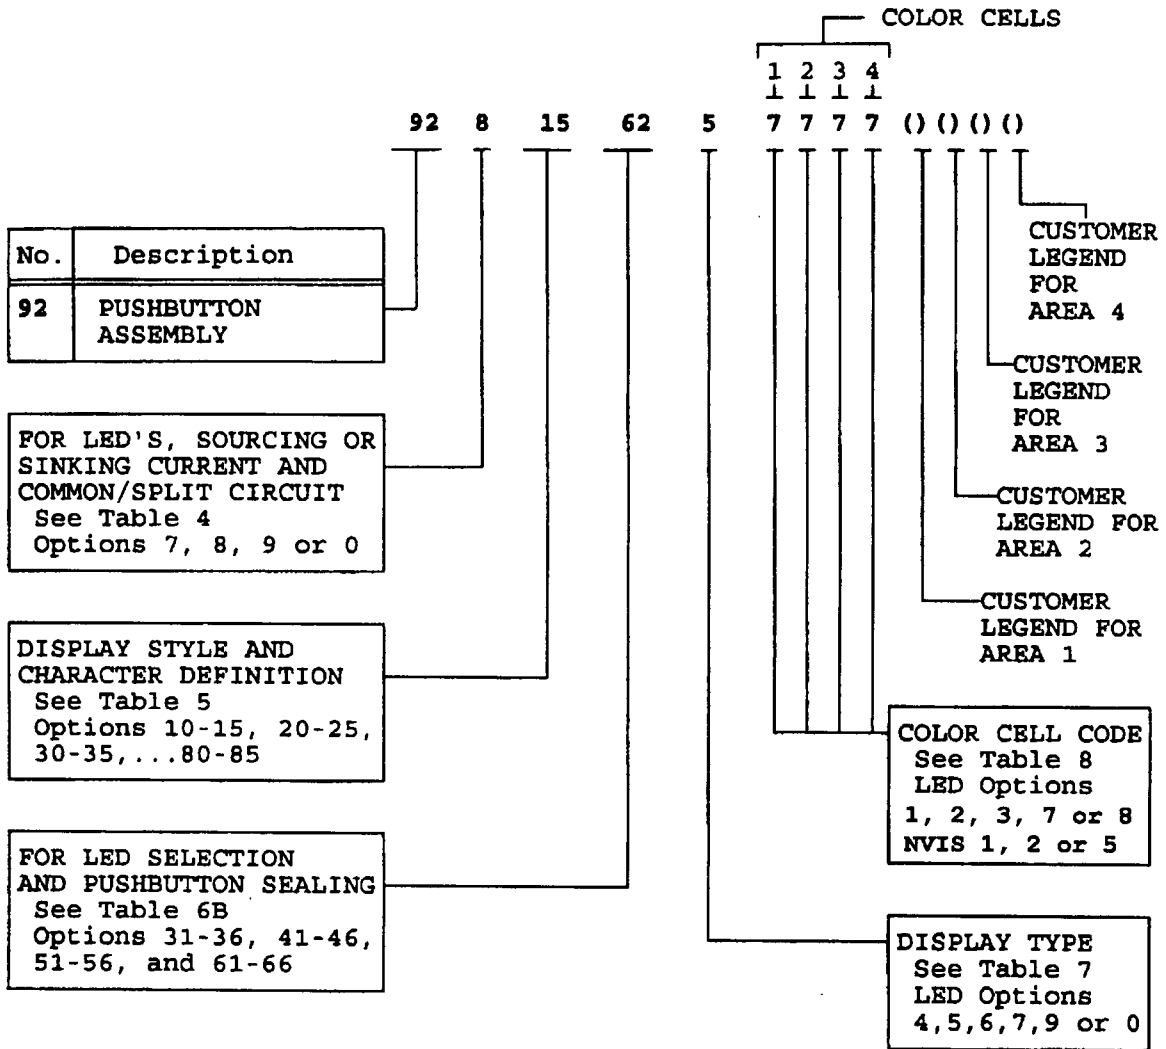 COLOR CELLS
1 2 3 4
92 8 15 62 5 7 7 7 7 () () () ()
CUSTOMER
LEGEND
FOR
AREA 4
No. Description
92 PUSHBUTTON
ASSEMBLY
CUSTOMER
LEGEND
FOR
AREA 3
FOR LED'S, SOURCING OR
SINKING CURRENT AND
COMMON/SPLIT CIRCUIT
See Table 4
Options 7, 8, 9 or 0
CUSTOMER
LEGEND FOR
AREA 2
CUSTOMER
LEGEND FOR
AREA 1
DISPLAY STYLE AND
CHARACTER DEFINITION
See Table 5
Options 10-15, 20-25,
30-35,...80-85
COLOR CELL CODE
See Table 8
LED Options
1, 2, 3, 7 or 8
NVIS 1, 2 or 5
FOR LED SELECTION
AND PUSHBUTTON SEALING
See Table 6B
Options 31-36, 41-46,
51-56, and 61-66
DISPLAY TYPE
See Table 7
LED Options
4,5,6,7,9 or 0